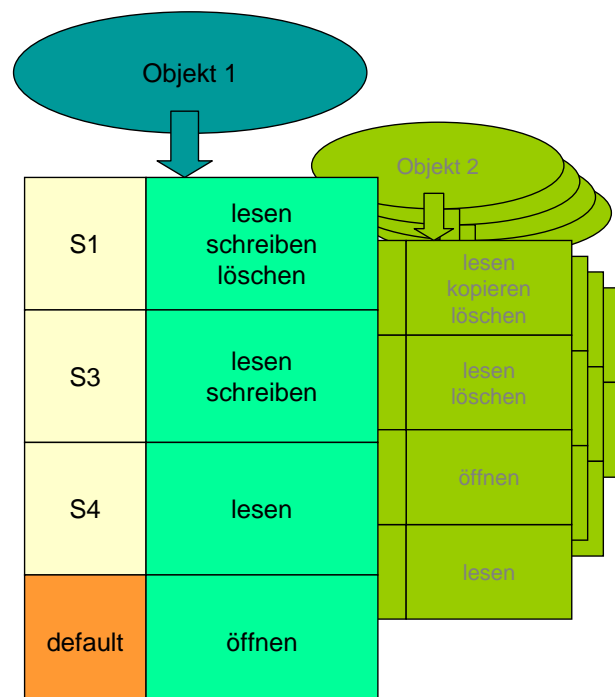 Objekt 1
S1
lesen
schreiben
löschen
S3
lesen
schreiben
S4
lesen
default
öffnen
Objekt 2
lesen
kopieren
löschen
lesen
löschen
öffnen
lesen